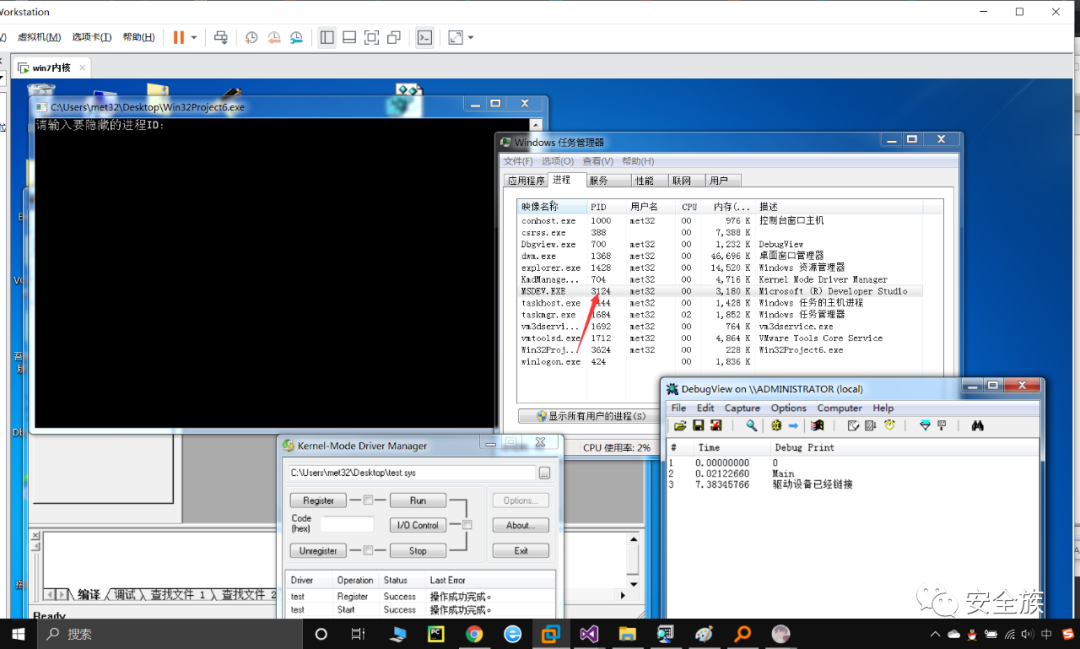 Workstation
虚拟机(M) 选项卡(T) 帮助(H)
win7内核
C:\Users\met32\Desktop\Win32Project6.exe
请输入要隐藏的进程ID:
Windows 任务管理器
文件(F) 选项(O) 查看(V) 帮助(H)
应用程序 进程 服务 性能 联网 用户
映像名称 PID 用户名 CPU 内存(... 描述
conhost.exe 1000 met32 00 976 K 控制台窗口主机
csrss.exe 388 00 7,388 K
Dbgview.exe 700 met32 00 1,232 K DebugView
dwm.exe 1368 met32 00 46,696 K 桌面窗口管理器
explorer.exe 1428 met32 00 14,520 K Windows 资源管理器
KmdManage... 704 met32 00 4,716 K Kernel Mode Driver Manager
MSDEV.EXE 3124 met32 00 3,180 K Microsoft (R) Developer Studio
taskhost.exe 444 met32 00 1,428 K Windows 任务的主机进程
taskmgr.exe 1684 met32 02 1,852 K Windows 任务管理器
vm3dservi... 1692 met32 00 764 K vm3dservice.exe
vmtoolsd.exe 1712 met32 00 4,864 K VMware Tools Core Service
Win32Proj... 3624 met32 00 228 K Win32Project6.exe
winlogon.exe 424 00 1,836 K
显示所有用户的进程(S)
CPU 使用率: 2%
DebugView on \\ADMINISTRATOR (local)
File Edit Capture Options Computer Help
# Time Debug Print
1 0.00000000 0
2 0.02122660 Main
3 7.38345766 驱动设备已经链接
Kernel-Mode Driver Manager
C:\Users\met32\Desktop\test.sys
Register Run Options...
Code (hex) I/O Control About...
Unregister Stop Exit
Driver Operation Status Last Error
test Register Success 操作成功完成。
test Start Success 操作成功完成。
编译 调试 查找文件 1 查找文件 2
Ready
安全族
搜索
中